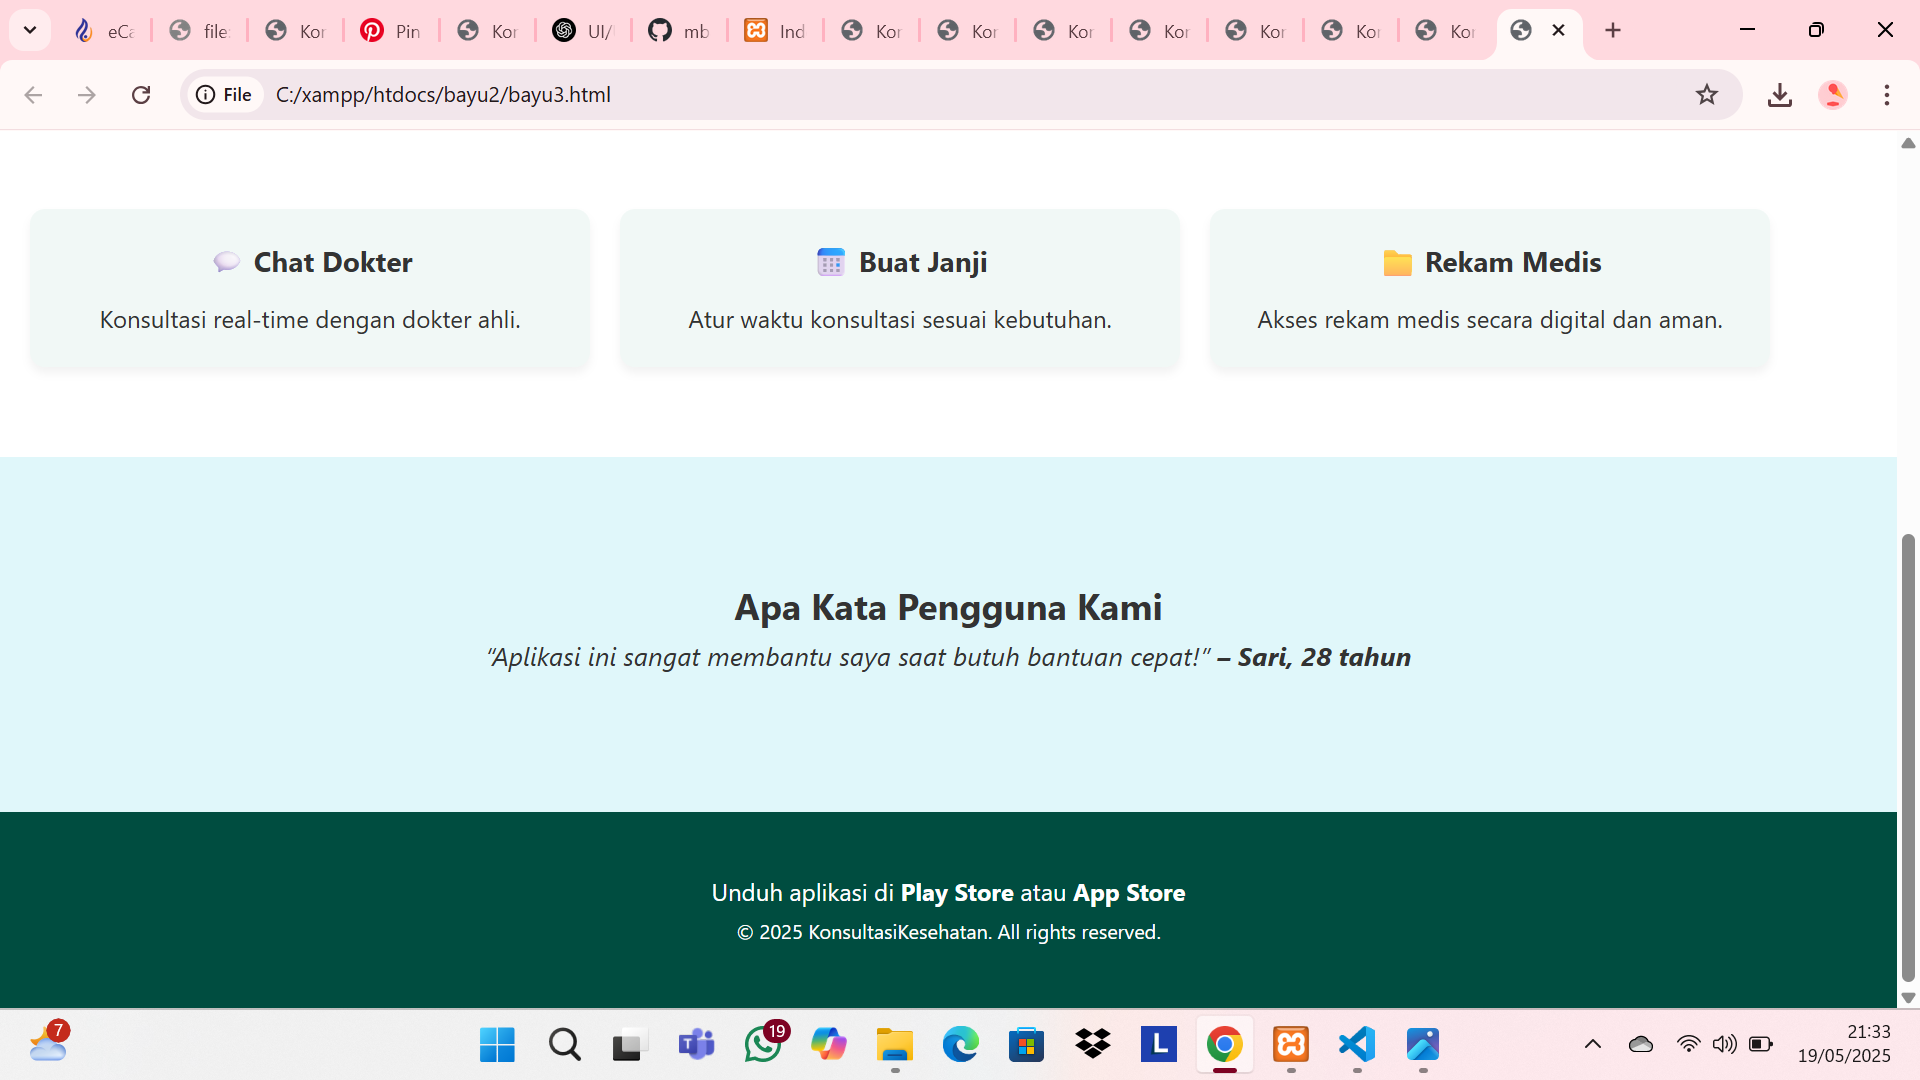 eCa
file:
Kor
Pin
Kor
UI/
mb
Ind
Kor
Kor
Kor
Kor
Kor
Kor
Kor
File
C:/xampp/htdocs/bayu2/bayu3.html
Chat Dokter
Konsultasi real-time dengan dokter ahli.
Buat Janji
Atur waktu konsultasi sesuai kebutuhan.
Rekam Medis
Akses rekam medis secara digital dan aman.
Apa Kata Pengguna Kami
“Aplikasi ini sangat membantu saya saat butuh bantuan cepat!” – Sari, 28 tahun
Unduh aplikasi di Play Store atau App Store
© 2025 KonsultasiKesehatan. All rights reserved.
7
T
19
L
21:33
19/05/2025